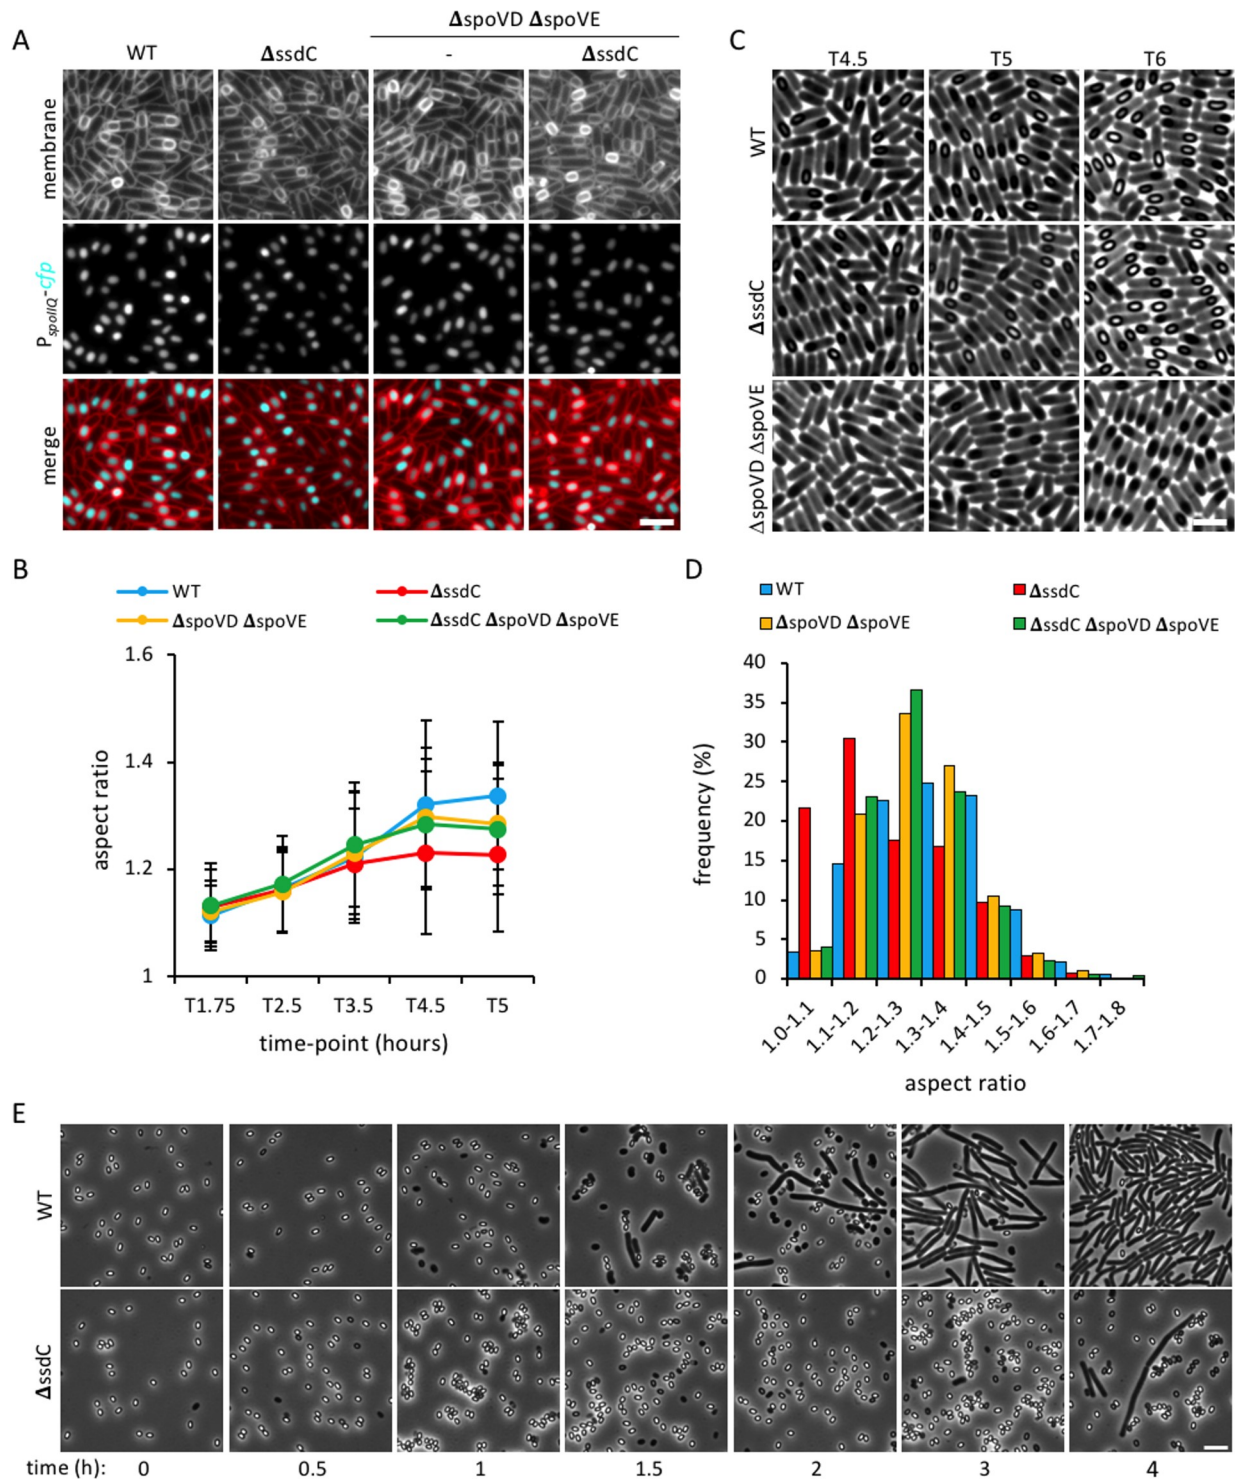 A
ΔspoVD ΔspoVE
WT
ΔssdC
-
ΔssdC
membrane
PspoIIQ-cfp
merge
C
T4.5
T5
T6
WT
ΔssdC
ΔspoVD ΔspoVE
B
WT
ΔssdC
ΔspoVD ΔspoVE
ΔssdC ΔspoVD ΔspoVE
aspect ratio
1.6
1.4
1.2
1
T1.75
T2.5
T3.5
T4.5
T5
time-point (hours)
D
WT
ΔssdC
ΔspoVD ΔspoVE
ΔssdC ΔspoVD ΔspoVE
frequency (%)
40
35
30
25
20
15
10
5
0
1.0-1.1
1.1-1.2
1.2-1.3
1.3-1.4
1.4-1.5
1.5-1.6
1.6-1.7
1.7-1.8
aspect ratio
E
WT
ΔssdC
time (h): 0 0.5 1 1.5 2 3 4